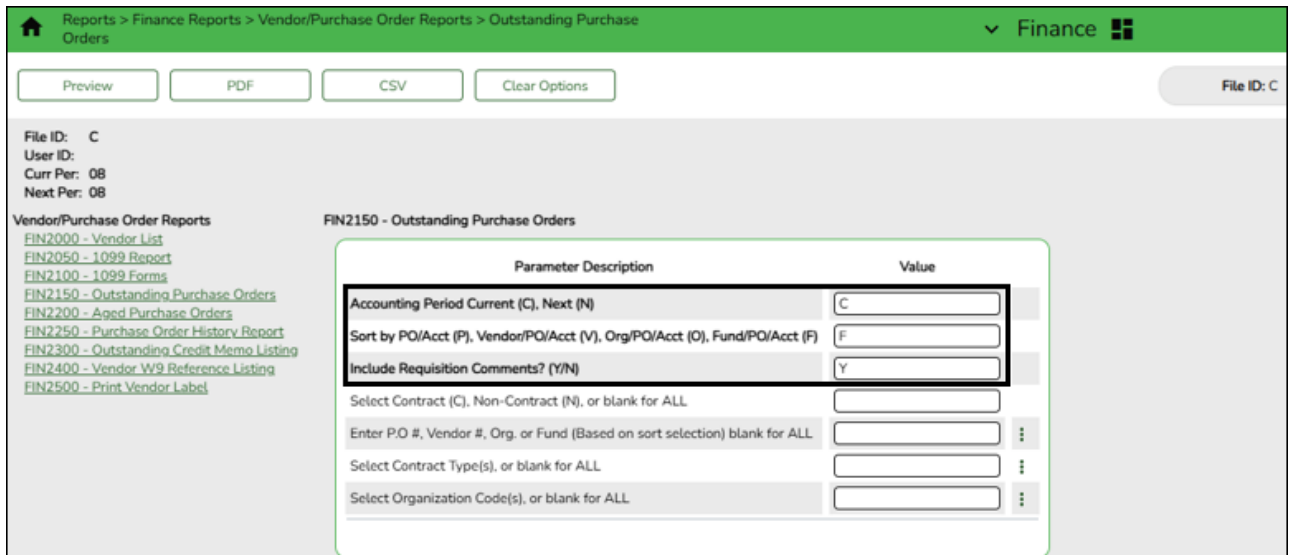 Reports > Finance Reports > Vendor/Purchase Order Reports > Outstanding Purchase
Orders
Finance
Preview
PDF
CSV
Clear Options
File ID: C
File ID: C
User ID:
Curr Per: 08
Next Per: 08
Vendor/Purchase Order Reports
FIN2000 - Vendor List
FIN2050 - 1099 Report
FIN2100 - 1099 Forms
FIN2150 - Outstanding Purchase Orders
FIN2200 - Aged Purchase Orders
FIN2250 - Purchase Order History Report
FIN2300 - Outstanding Credit Memo Listing
FIN2400 - Vendor W9 Reference Listing
FIN2500 - Print Vendor Label
FIN2150 - Outstanding Purchase Orders
Parameter Description Value
Accounting Period Current (C), Next (N) C
Sort by PO/Acct (P), Vendor/PO/Acct (V), Org/PO/Acct (O), Fund/PO/Acct (F) F
Include Requisition Comments? (Y/N) Y
Select Contract (C), Non-Contract (N), or blank for ALL
Enter P.O #, Vendor #, Org. or Fund (Based on sort selection) blank for ALL
Select Contract Type(s), or blank for ALL
Select Organization Code(s), or blank for ALL